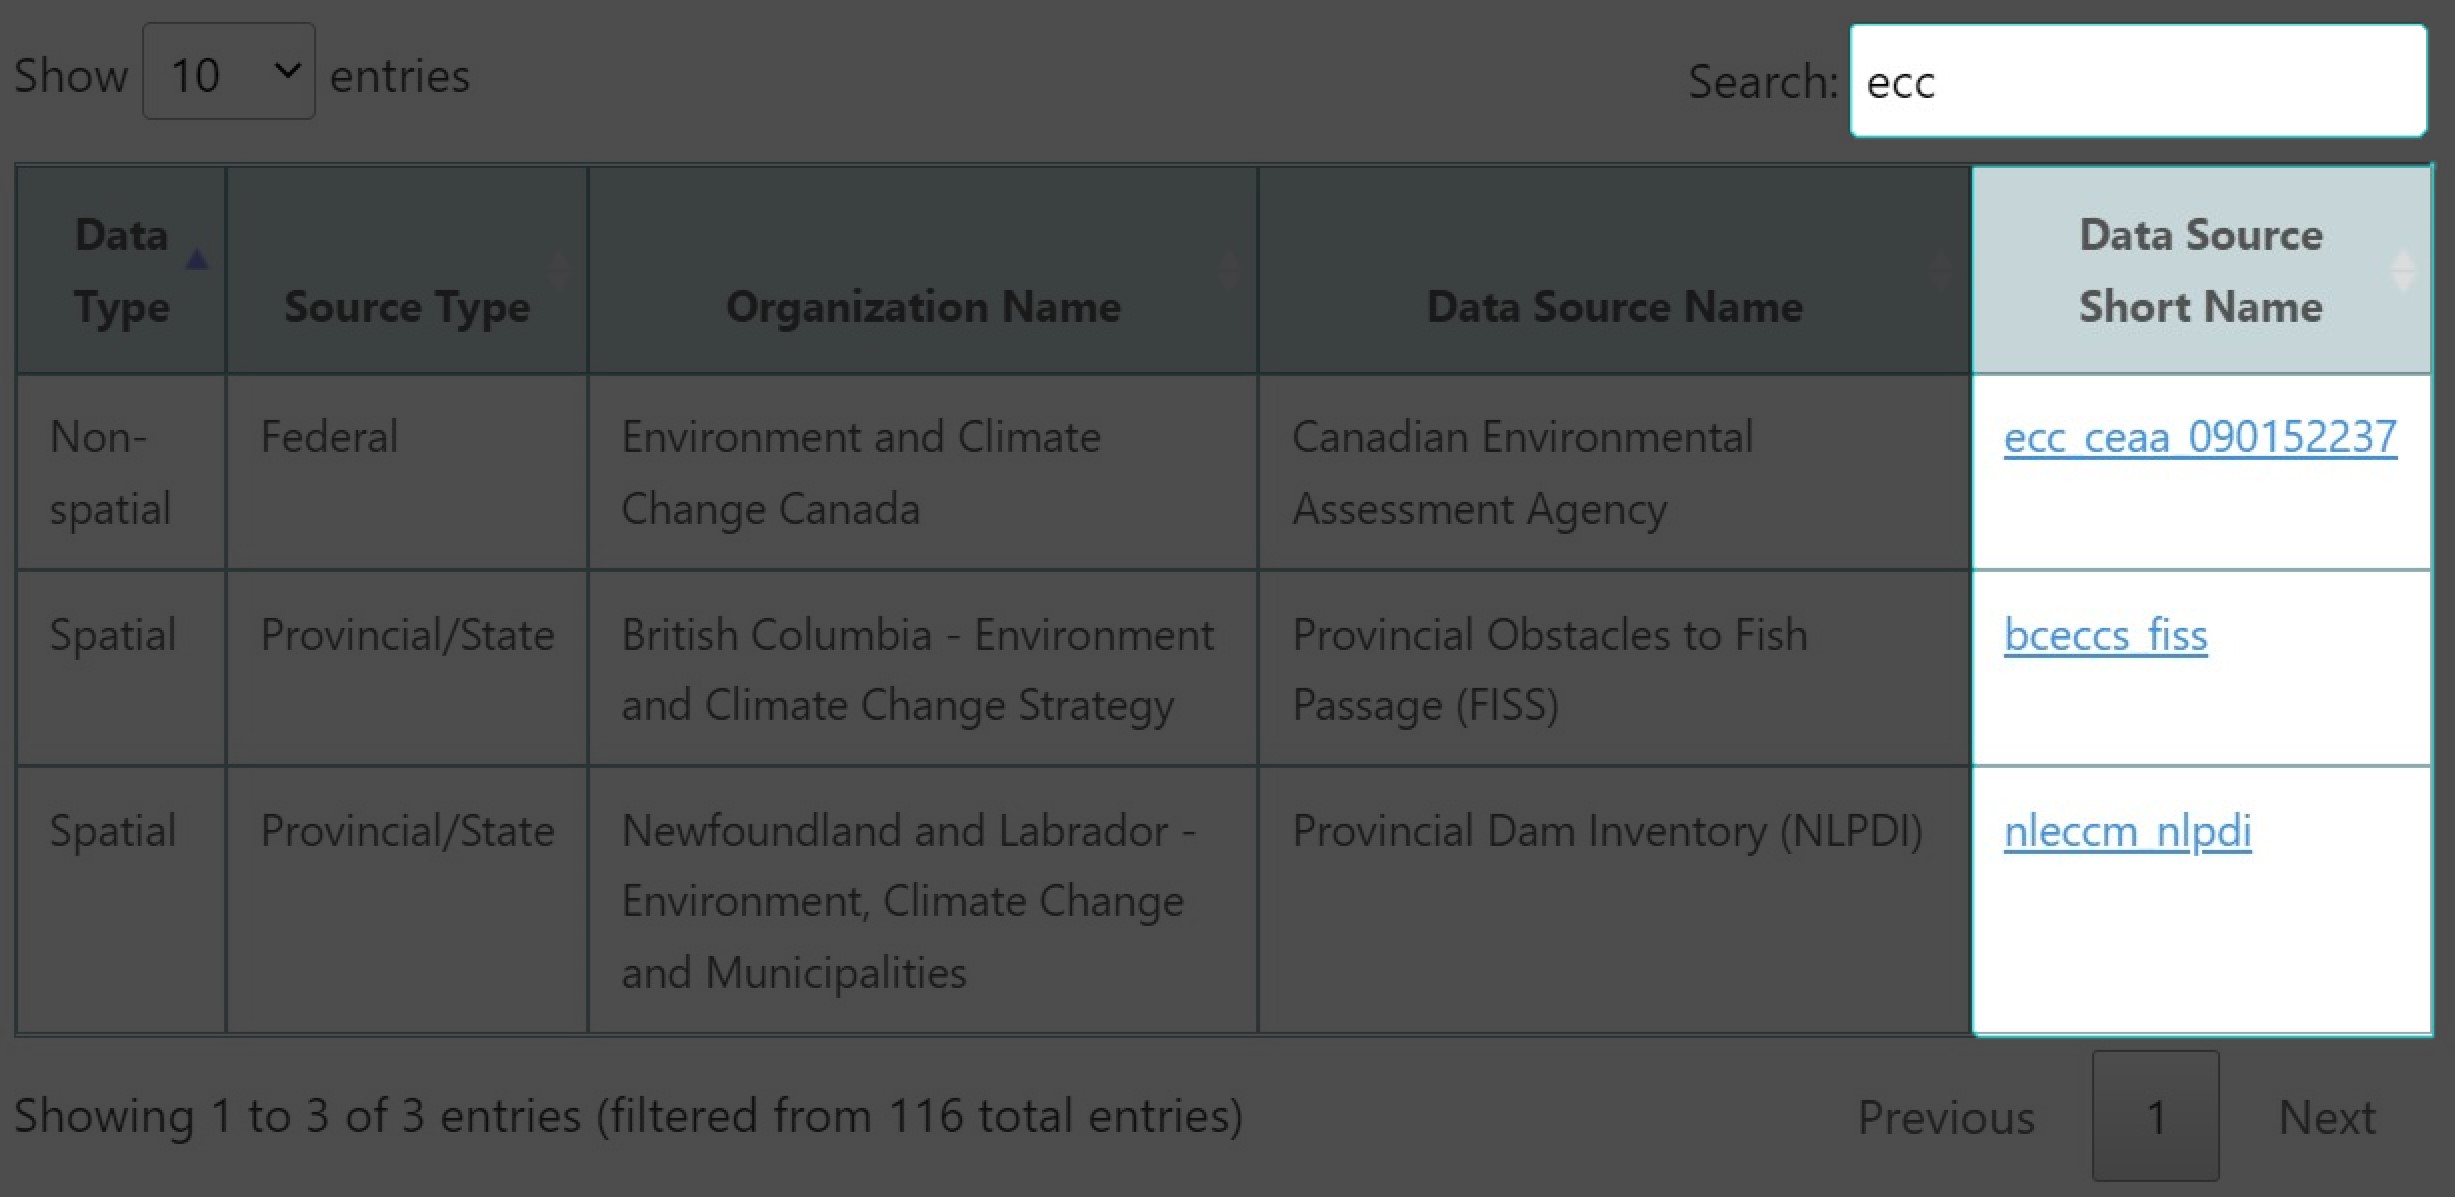 Show 10 entries
Search: ecc
Data
Type
Source Type
Organization Name
Data Source Name
Data Source
Short Name
Non-
spatial
Federal
Environment and Climate
Change Canada
Canadian Environmental
Assessment Agency
ecc_ceaa_090152237
Spatial
Provincial/State
British Columbia - Environment
and Climate Change Strategy
Provincial Obstacles to Fish
Passage (FISS)
bceccs_fiss
Spatial
Provincial/State
Newfoundland and Labrador -
Environment, Climate Change
and Municipalities
Provincial Dam Inventory (NLPDI)
nleccm_nlpdi
Showing 1 to 3 of 3 entries (filtered from 116 total entries)
Previous 1 Next